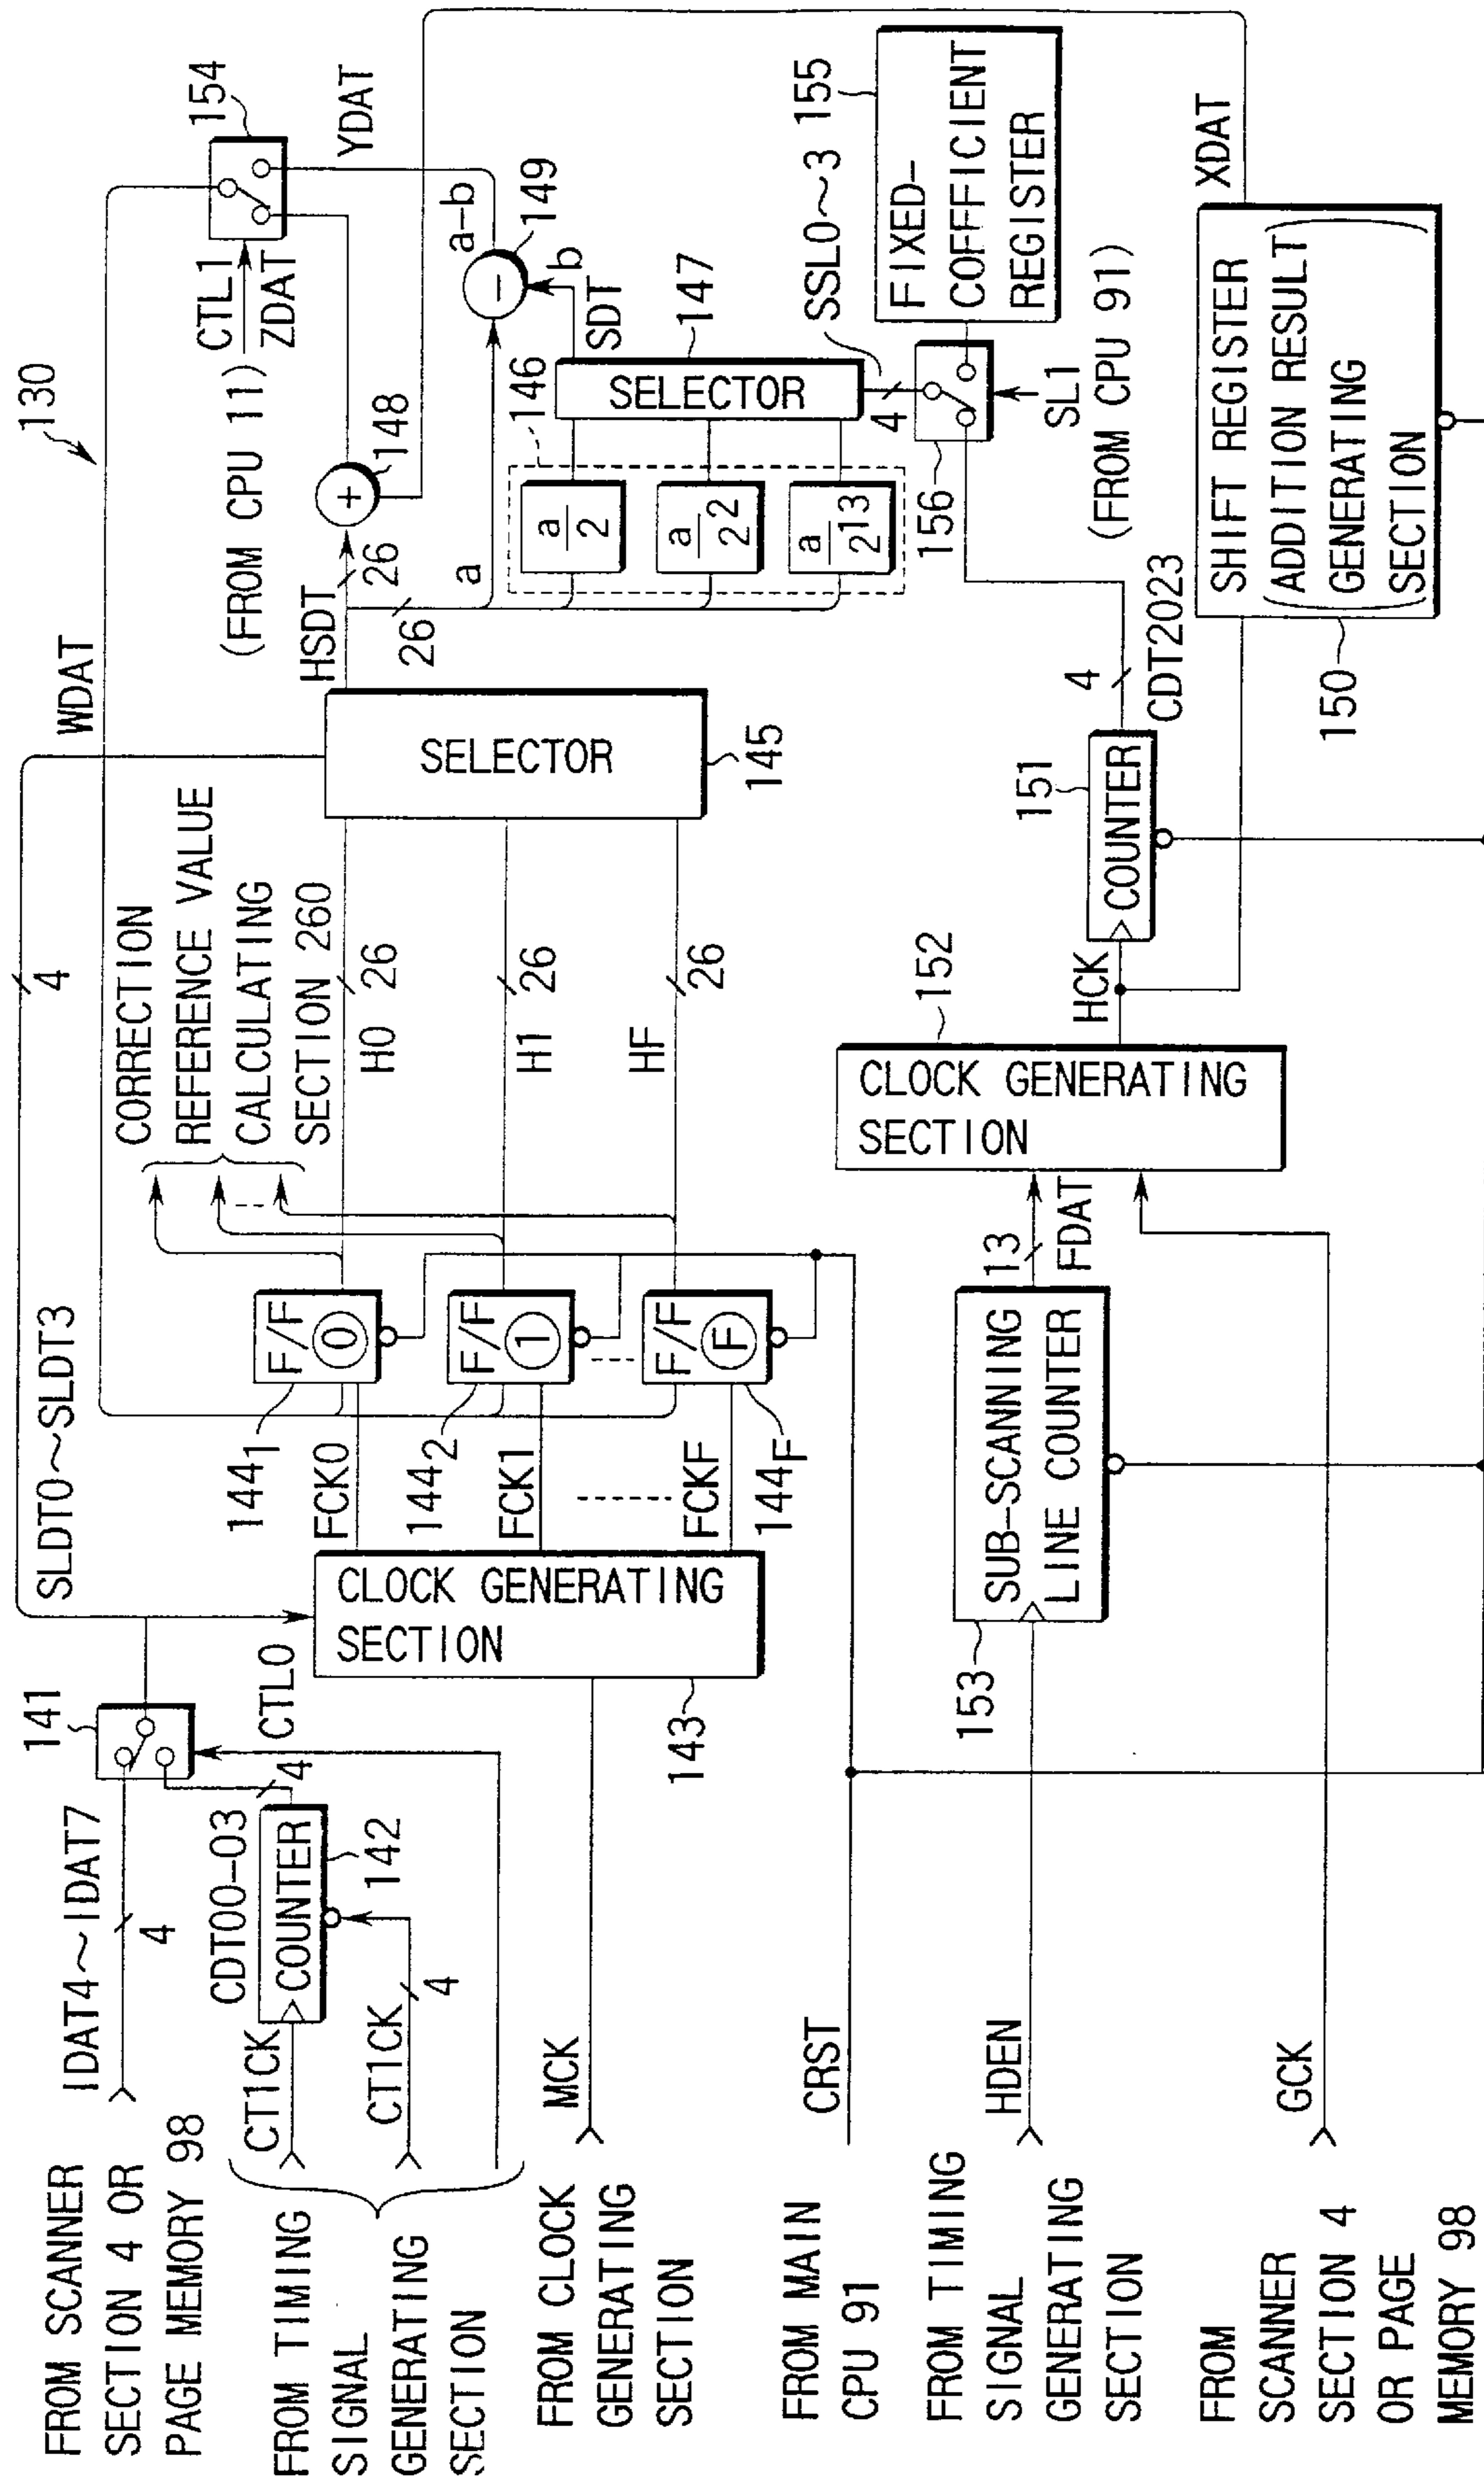 130
FROM SCANNER
SECTION 4 OR
PAGE MEMORY 98
IDAT4~IDAT7
4
141
SLDT0~SLDT3
4
WDAT
CTL1
(FROM CPU 11)
ZDAT
154
YDAT
FROM TIMING
SIGNAL
GENERATING
SECTION
CT1CK
CT1CK
4
CDT00-03
COUNTER
142
4
CTL0
CLOCK GENERATING
SECTION
143
FROM CLOCK
GENERATING
SECTION
MCK
FCK0
FCK1
FCKF
144₁
144₂
144F
F/F
0
F/F
1
F/F
F
CORRECTION
REFERENCE VALUE
CALCULATING
SECTION 260
H0
26
H1
26
HF
26
SELECTOR
145
HSDT
26
26
+
148
a
a-b
−
149
b
SDT
146
a
2
a
2²
a
2¹³
SELECTOR
147
4
SSL0~3
156
SL1
(FROM CPU 91)
FIXED-
COFFICIENT
REGISTER
155
FROM MAIN
CPU 91
CRST
FROM TIMING
SIGNAL
GENERATING
SECTION
HDEN
153
SUB-SCANNING
LINE COUNTER
13
FDAT
CLOCK GENERATING
SECTION
152
HCK
COUNTER
151
4
CDT2023
FROM
SCANNER
SECTION 4
OR PAGE
MEMORY 98
GCK
150
SHIFT REGISTER
(ADDITION RESULT
GENERATING
SECTION)
XDAT